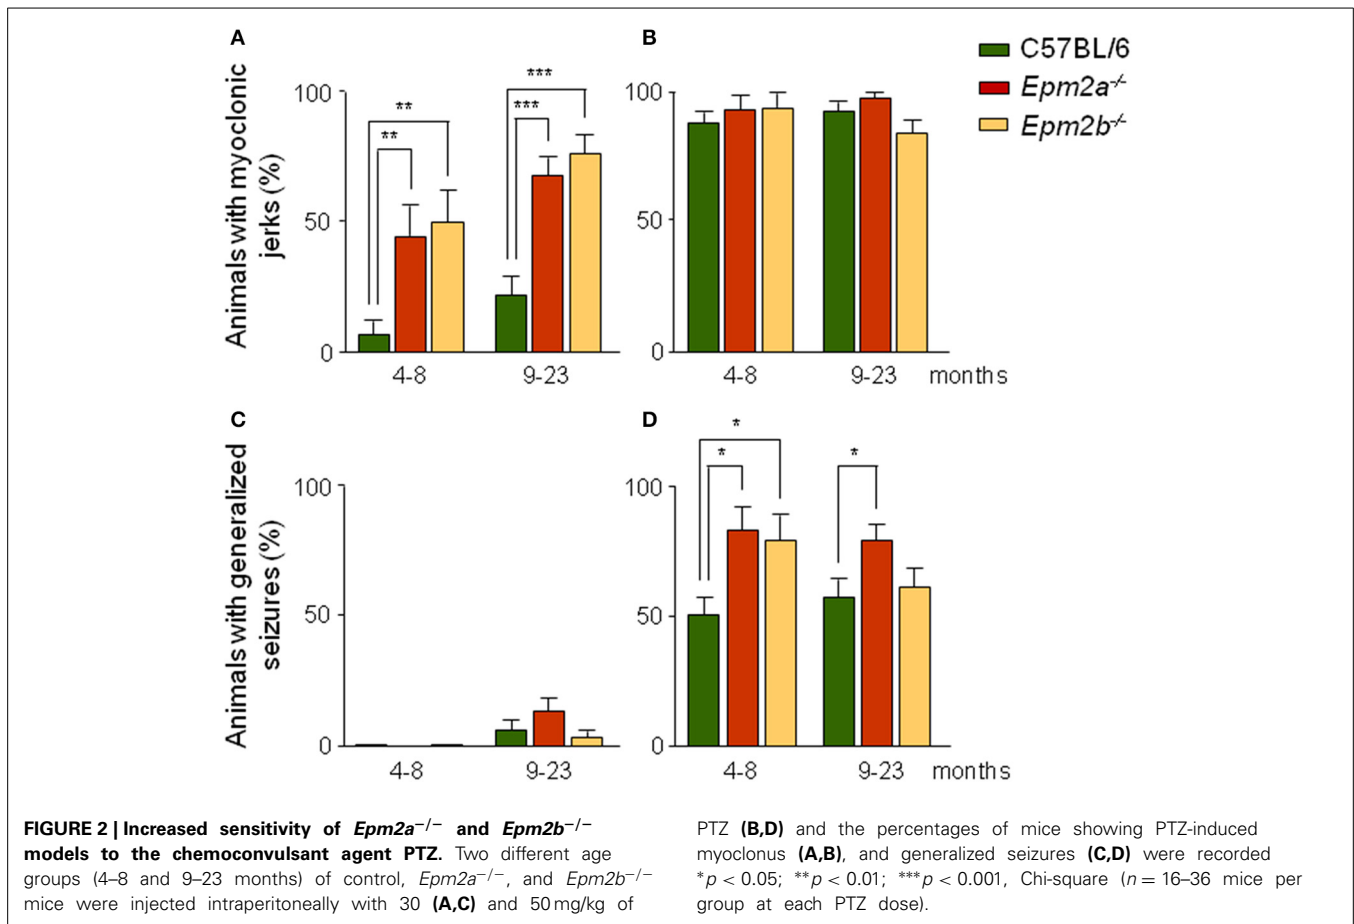 A
B
C57BL/6
Epm2a-/-
Epm2b-/-
Animals with myoclonic
jerks (%)
100
50
0
**
**
***
***
4-8
9-23
100
50
0
4-8
9-23
months
C
D
Animals with generalized
seizures (%)
100
50
0
4-8
9-23
100
50
0
*
*
*
4-8
9-23
months
FIGURE 2 | Increased sensitivity of Epm2a−/− and Epm2b−/−
models to the chemoconvulsant agent PTZ. Two different age
groups (4–8 and 9–23 months) of control, Epm2a−/−, and Epm2b−/−
mice were injected intraperitoneally with 30 (A,C) and 50 mg/kg of
PTZ (B,D) and the percentages of mice showing PTZ-induced
myoclonus (A,B), and generalized seizures (C,D) were recorded
*p < 0.05; **p < 0.01; ***p < 0.001, Chi-square (n = 16–36 mice per
group at each PTZ dose).